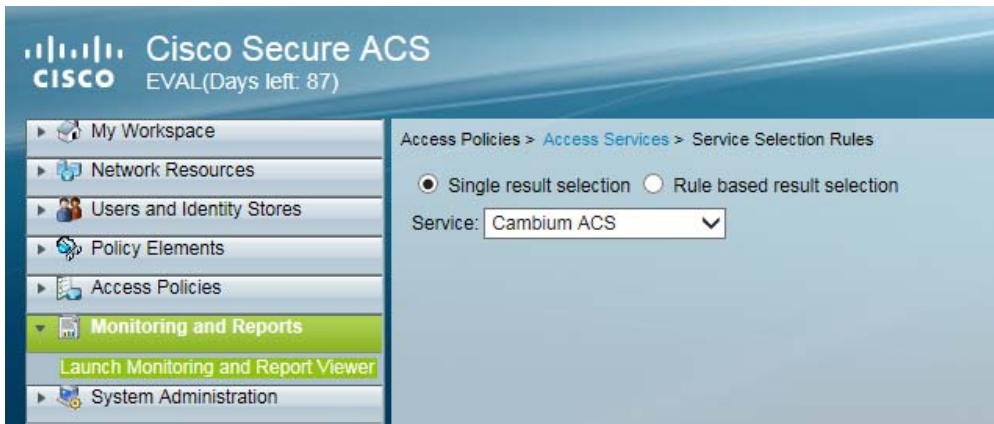 Cisco Secure ACS
CISCO
EVAL(Days left: 87)
My Workspace
Network Resources
Users and Identity Stores
Policy Elements
Access Policies
Monitoring and Reports
Launch Monitoring and Report Viewer
System Administration
Access Policies > Access Services > Service Selection Rules
Single result selection Rule based result selection
Service: Cambium ACS